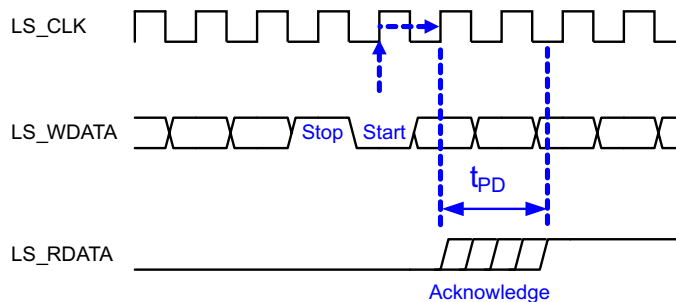 LS_CLK
LS_WDATA
Stop
Start
tPD
LS_RDATA
Acknowledge